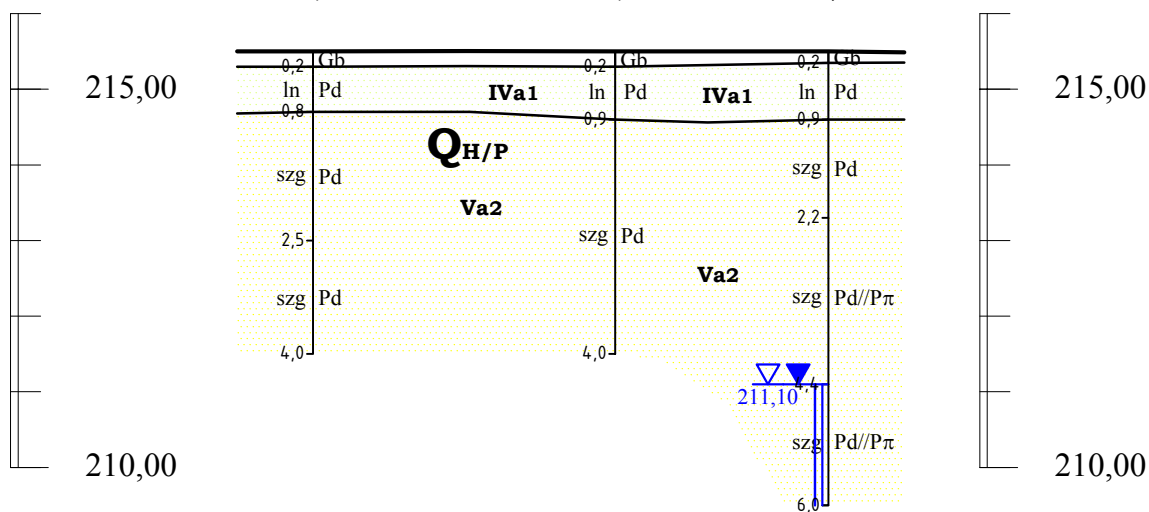 Gb Gb Gb
0,2 0,2 0,2
215,00 ln Pd IVa1 ln Pd IVa1 ln Pd 215,00
0,8 0,9 0,9
QH/P
szg Pd szg Pd
Va2
2,2
szg Pd
2,5
Va2
szg Pd szg Pd//Pπ
4,0 4,0
4,4
211,10
szg Pd//Pπ
210,00 210,00
6,0